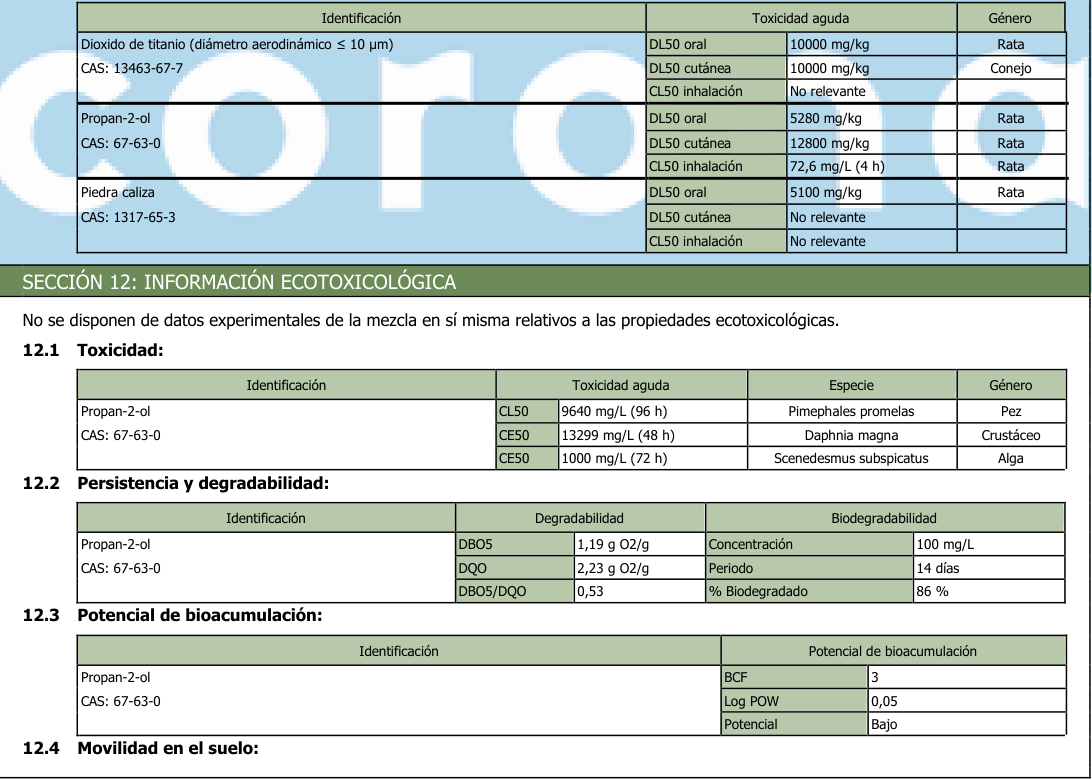 Identificación Toxicidad aguda Género
Dioxido de titanio (diámetro aerodinámico ≤ 10 µm) DL50 oral 10000 mg/kg Rata
CAS: 13463-67-7 DL50 cutánea 10000 mg/kg Conejo
CL50 inhalación No relevante
Propan-2-ol DL50 oral 5280 mg/kg Rata
CAS: 67-63-0 DL50 cutánea 12800 mg/kg Rata
CL50 inhalación 72,6 mg/L (4 h) Rata
Piedra caliza DL50 oral 5100 mg/kg Rata
CAS: 1317-65-3 DL50 cutánea No relevante
CL50 inhalación No relevante
corona
SECCIÓN 12: INFORMACIÓN ECOTOXICOLÓGICA
No se disponen de datos experimentales de la mezcla en sí misma relativos a las propiedades ecotoxicológicas.
12.1 Toxicidad:
Identificación Toxicidad aguda Especie Género
Propan-2-ol CL50 9640 mg/L (96 h) Pimephales promelas Pez
CAS: 67-63-0 CE50 13299 mg/L (48 h) Daphnia magna Crustáceo
CE50 1000 mg/L (72 h) Scenedesmus subspicatus Alga
12.2 Persistencia y degradabilidad:
Identificación Degradabilidad Biodegradabilidad
Propan-2-ol DBO5 1,19 g O2/g Concentración 100 mg/L
CAS: 67-63-0 DQO 2,23 g O2/g Periodo 14 días
DBO5/DQO 0,53 % Biodegradado 86 %
12.3 Potencial de bioacumulación:
Identificación Potencial de bioacumulación
Propan-2-ol BCF 3
CAS: 67-63-0 Log POW 0,05
Potencial Bajo
12.4 Movilidad en el suelo: